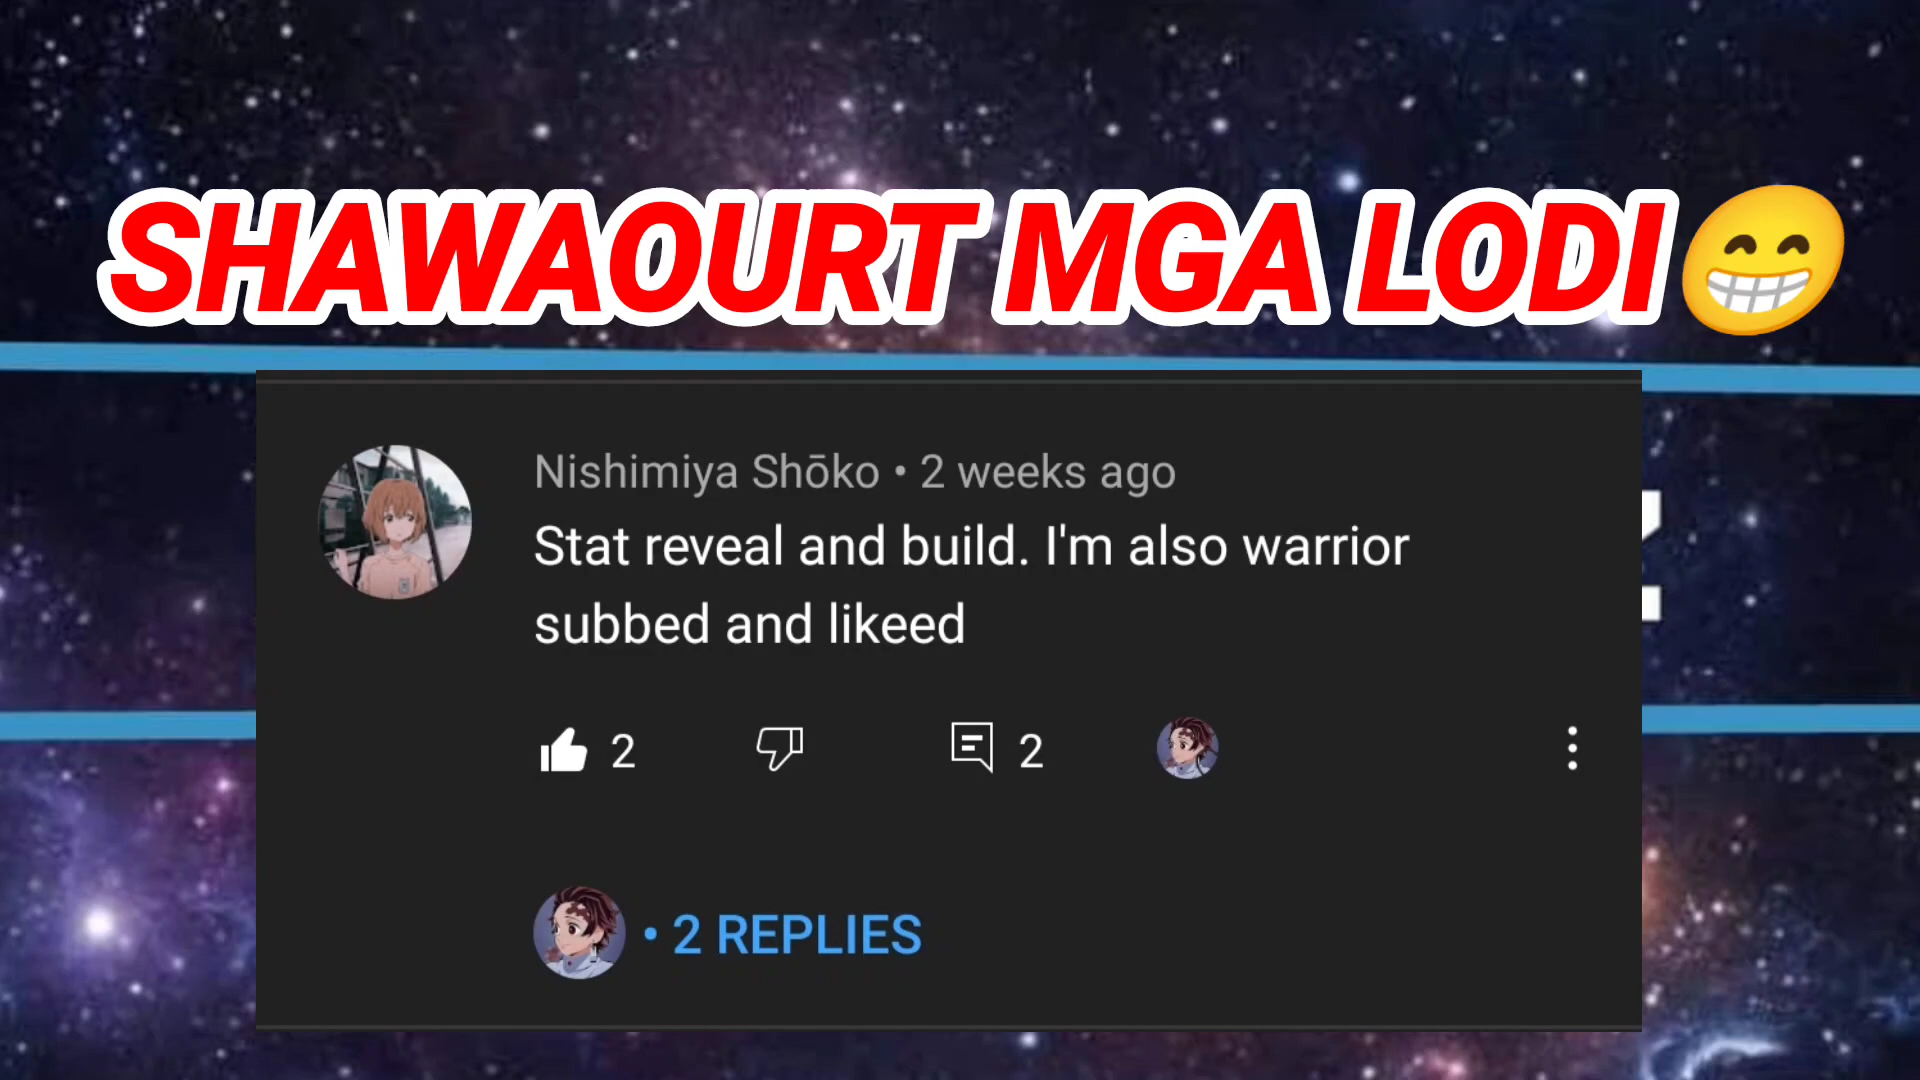 SHAWAOURT MGA LODI😁
Nishimiya Shōko • 2 weeks ago
Stat reveal and build. I'm also warrior
subbed and likeed
2
2
• 2 REPLIES